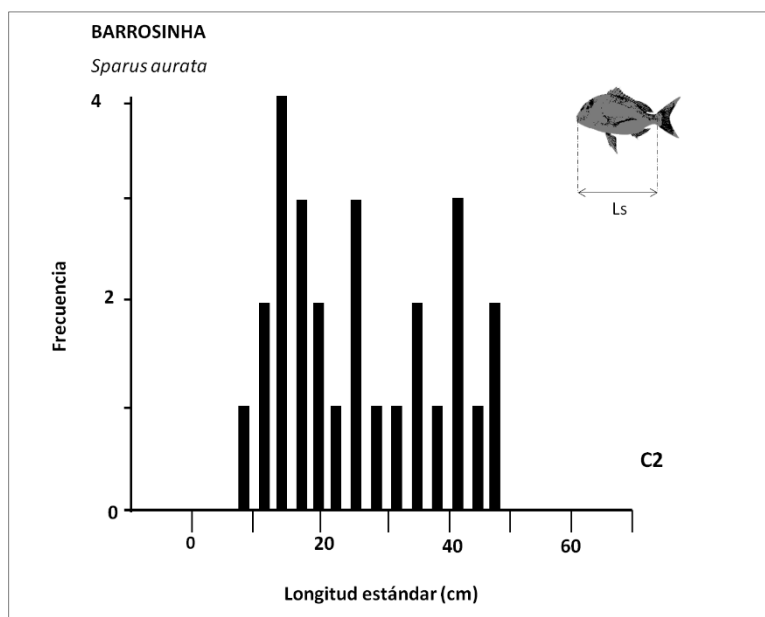 BARROSINHA
Sparus aurata
4
Ls
Frecuencia
2
C2
0
0 20 40 60
Longitud estándar (cm)